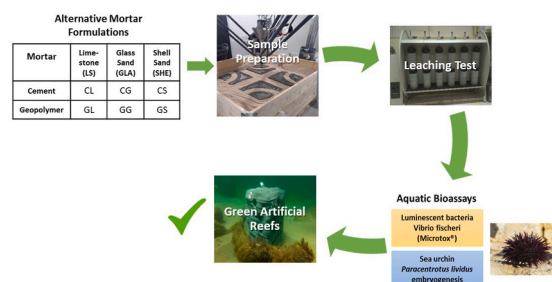 Alternative Mortar
Formulations
Mortar Lime-stone (LS) Glass Sand (GLA) Shell Sand (SHE)
Cement CL CG CS
Geopolymer GL GG GS
Sample
Preparation
Leaching Test
Aquatic Bioassays
Luminescent bacteria
Vibrio fischeri
(Microtox®)
Sea urchin
Paracentrotus lividus
embryogenesis
Green Artificial
Reefs